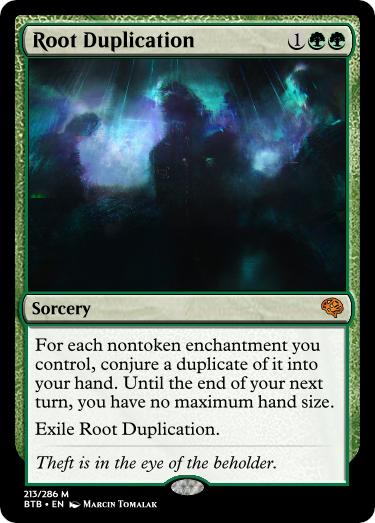 Root Duplication 1
Sorcery
For each nontoken enchantment you
control, conjure a duplicate of it into
your hand. Until the end of your next
turn, you have no maximum hand size.
Exile Root Duplication.
Theft is in the eye of the beholder.
213/286 M
BTB • EN Marcin Tomalak